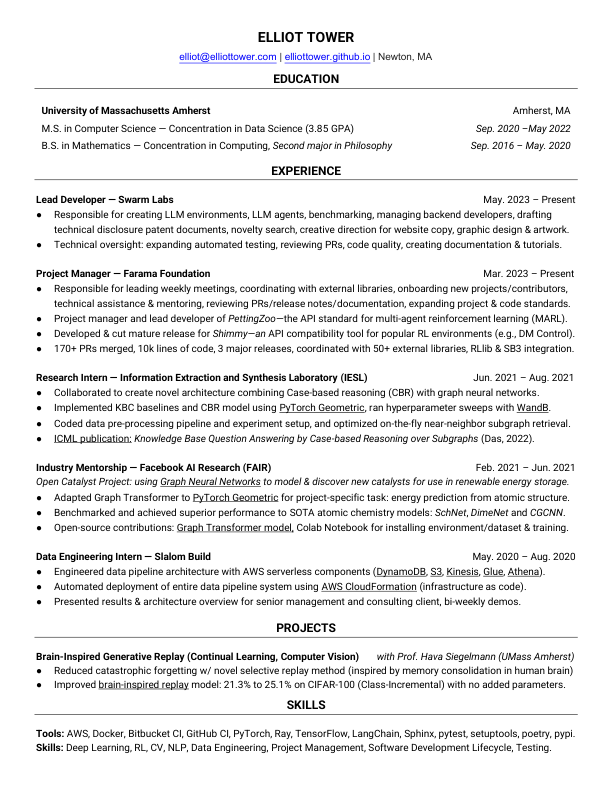 ELLIOT TOWER
elliot@elliottower.com | elliottower.github.io | Newton, MA
EDUCATION
University of Massachusetts Amherst Amherst, MA
M.S. in Computer Science — Concentration in Data Science (3.85 GPA) Sep. 2020 –May 2022
B.S. in Mathematics — Concentration in Computing, Second major in Philosophy Sep. 2016 – May. 2020
EXPERIENCE
Lead Developer — Swarm Labs May. 2023 – Present
● Responsible for creating LLM environments, LLM agents, benchmarking, managing backend developers, drafting
technical disclosure patent documents, novelty search, creative direction for website copy, graphic design & artwork.
● Technical oversight: expanding automated testing, reviewing PRs, code quality, creating documentation & tutorials.
Project Manager — Farama Foundation Mar. 2023 – Present
● Responsible for leading weekly meetings, coordinating with external libraries, onboarding new projects/contributors,
technical assistance & mentoring, reviewing PRs/release notes/documentation, expanding project & code standards.
● Project manager and lead developer of PettingZoo—the API standard for multi-agent reinforcement learning (MARL).
● Developed & cut mature release for Shimmy—an API compatibility tool for popular RL environments (e.g., DM Control).
● 170+ PRs merged, 10k lines of code, 3 major releases, coordinated with 50+ external libraries, RLlib & SB3 integration.
Research Intern — Information Extraction and Synthesis Laboratory (IESL) Jun. 2021 – Aug. 2021
● Collaborated to create novel architecture combining Case-based reasoning (CBR) with graph neural networks.
● Implemented KBC baselines and CBR model using PyTorch Geometric, ran hyperparameter sweeps with WandB.
● Coded data pre-processing pipeline and experiment setup, and optimized on-the-fly near-neighbor subgraph retrieval.
● ICML publication: Knowledge Base Question Answering by Case-based Reasoning over Subgraphs (Das, 2022).
Industry Mentorship — Facebook AI Research (FAIR) Feb. 2021 – Jun. 2021
Open Catalyst Project: using Graph Neural Networks to model & discover new catalysts for use in renewable energy storage.
● Adapted Graph Transformer to PyTorch Geometric for project-specific task: energy prediction from atomic structure.
● Benchmarked and achieved superior performance to SOTA atomic chemistry models: SchNet, DimeNet and CGCNN.
● Open-source contributions: Graph Transformer model, Colab Notebook for installing environment/dataset & training.
Data Engineering Intern — Slalom Build May. 2020 – Aug. 2020
● Engineered data pipeline architecture with AWS serverless components (DynamoDB, S3, Kinesis, Glue, Athena).
● Automated deployment of entire data pipeline system using AWS CloudFormation (infrastructure as code).
● Presented results & architecture overview for senior management and consulting client, bi-weekly demos.
PROJECTS
Brain-Inspired Generative Replay (Continual Learning, Computer Vision) with Prof. Hava Siegelmann (UMass Amherst)
● Reduced catastrophic forgetting w/ novel selective replay method (inspired by memory consolidation in human brain)
● Improved brain-inspired replay model: 21.3% to 25.1% on CIFAR-100 (Class-Incremental) with no added parameters.
SKILLS
Tools: AWS, Docker, Bitbucket CI, GitHub CI, PyTorch, Ray, TensorFlow, LangChain, Sphinx, pytest, setuptools, poetry, pypi.
Skills: Deep Learning, RL, CV, NLP, Data Engineering, Project Management, Software Development Lifecycle, Testing.